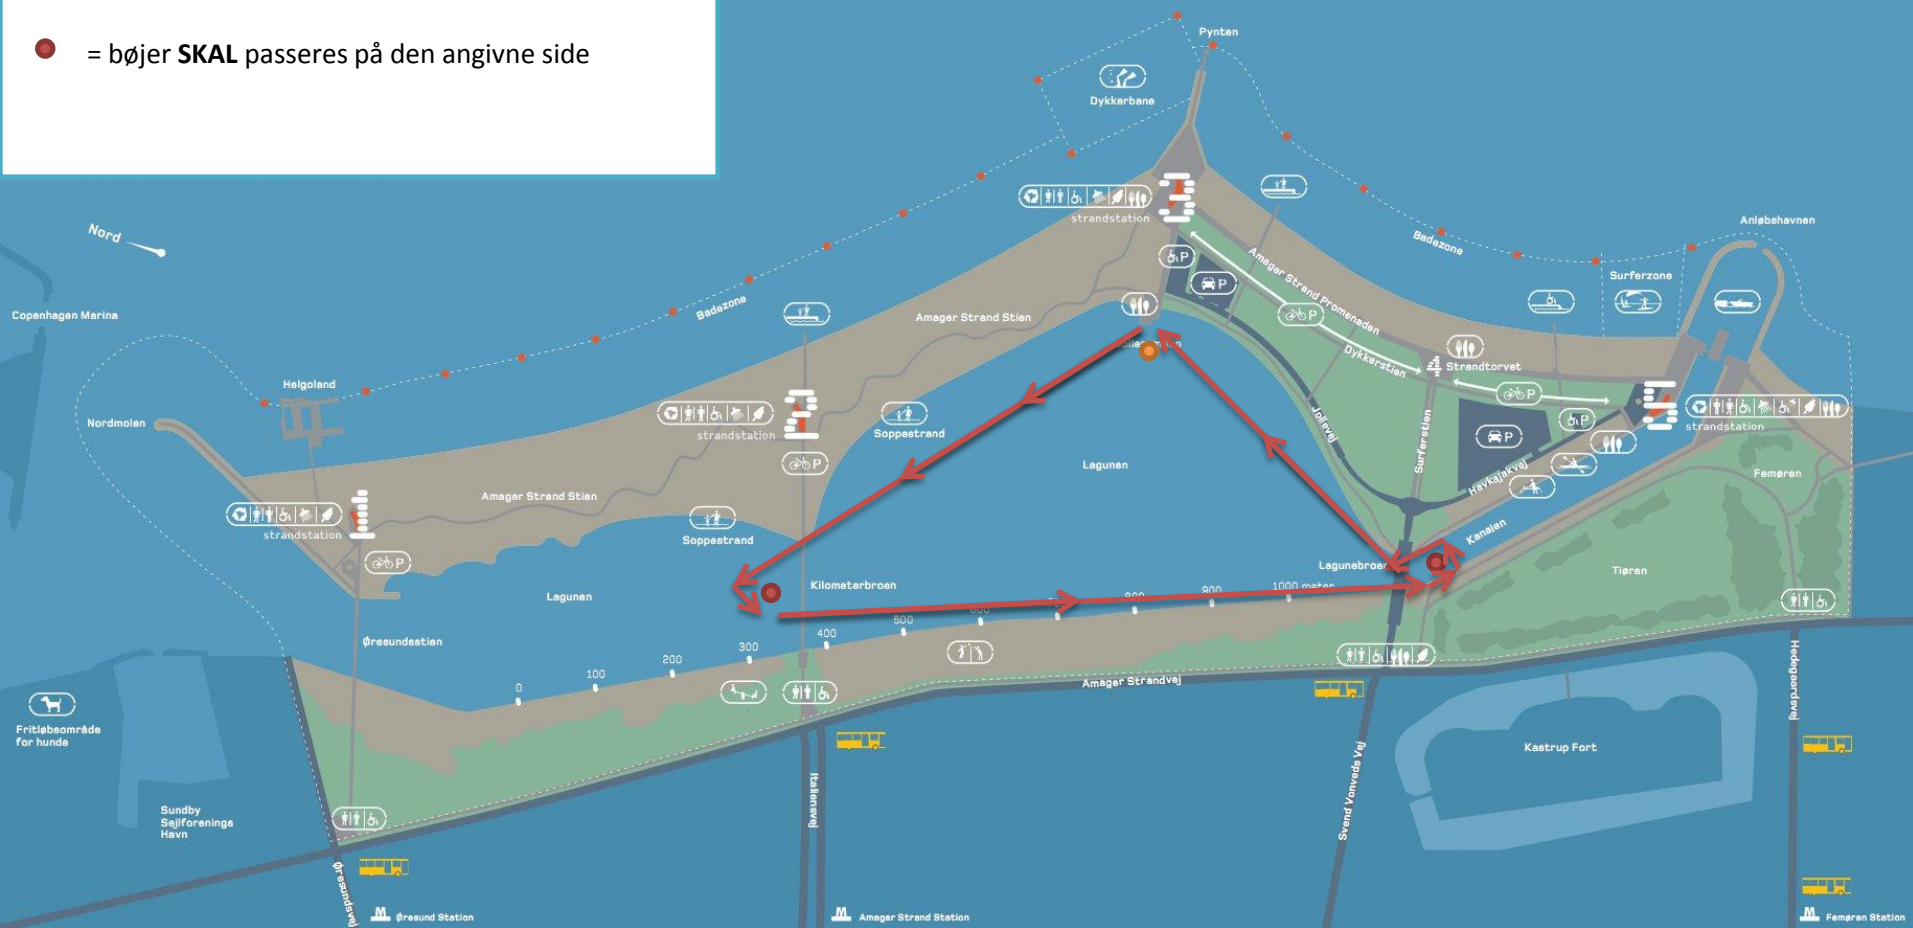 = bøjer SKAL passeres på den angivne side
Pynten
Dykkerbane
strandstation
Nord
Badezone
Anløbshavnen
Surferzone
Copenhagen Marina
Badezone
Amager Strand Promenaden
P
P
P
Amager Strand Stien
Dykkerstien
Strandtorvet
Helgoland
Nordmolen
strandstation
Soppestrand
P
Jollevej
Surferstien
P
P
P
strandstation
Lagunen
Havkajakvej
Femøren
Amager Strand Stien
strandstation
Soppestrand
P
Kanalen
Lagunebroen
Tiøren
Kilometerbroen
Lagunen
Øresundsstien
0
100
200
300
400
500
600
800
900
1000 meter
Amager Strandvej
Hedegaardsvej
Fritløbsområde
for hunde
Kastrup Fort
Sundby
Sejlforenings
Havn
Italiensvej
Svend Vonveds Vej
Øresundsvej
M Øresund Station
M Amager Strand Station
M Femøren Station